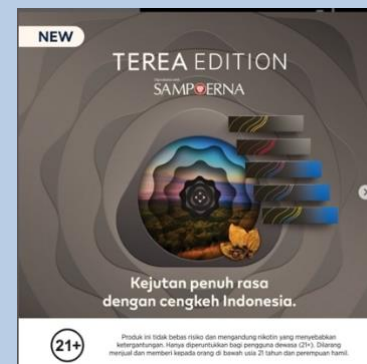 NEW
TEREA EDITION
SAMPOERNA
Kejutan penuh rasa
dengan cengkeh Indonesia.
21+
Produk ini tidak bebas risiko dan mengandung nikotin yang menyebabkan
ketergantungan. Hanya diperuntukkan bagi pengguna dewasa (21+). Dilarang
menjual dan memberi kepada orang di bawah usia 21 tahun dan perempuan hamil.